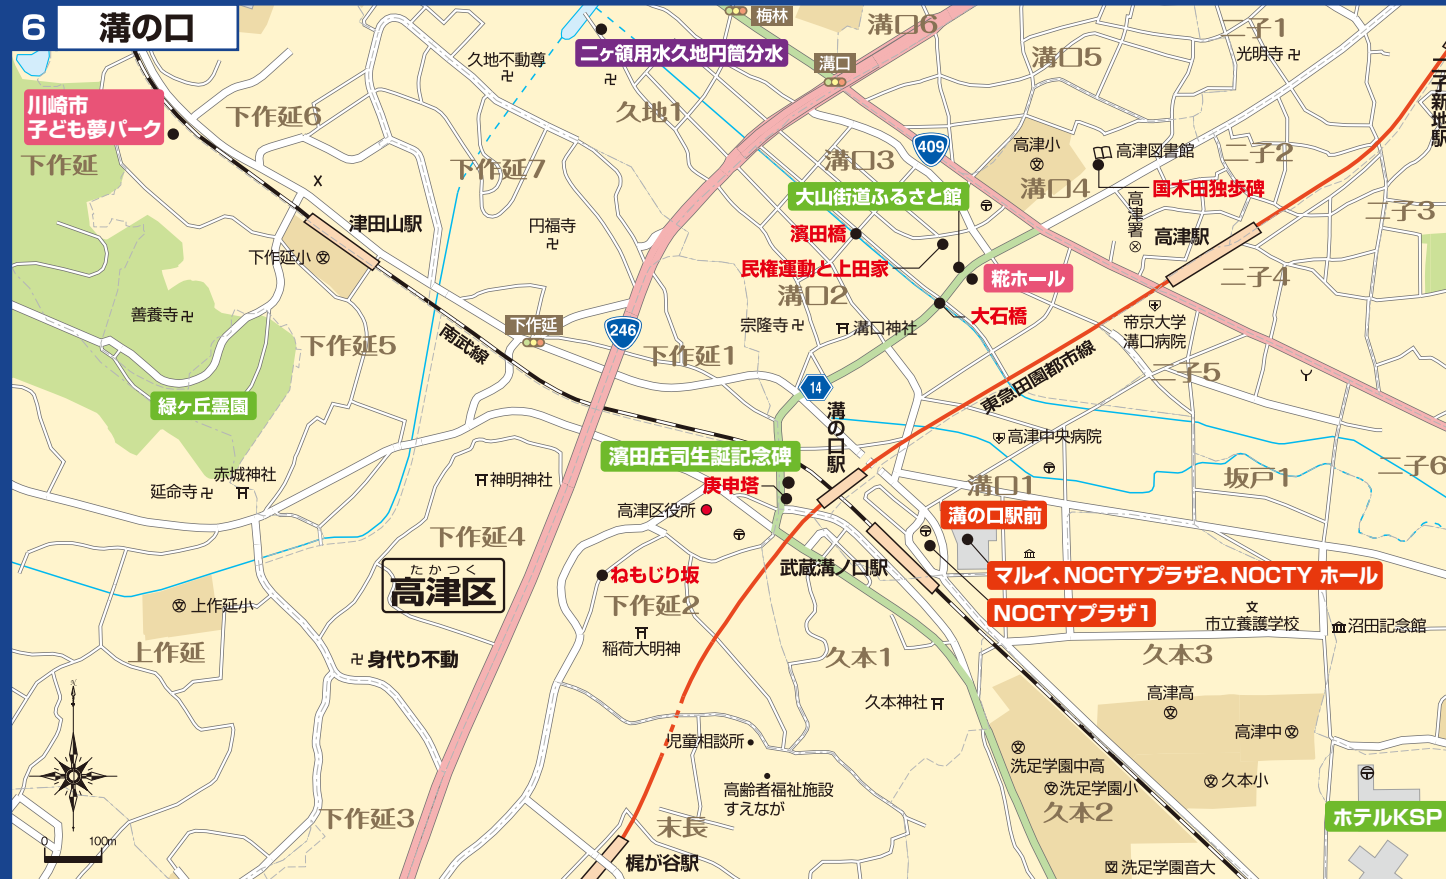 6 溝の口
梅林
溝口6
二子1
光明寺
久地不動尊
二ヶ領用水久地円筒分水
溝口
溝口5
二子新地駅
川崎市
子ども夢パーク
下作延6
久地1
409
高津小
高津図書館
二子2
下作延
下作延7
溝口3
溝口4
国木田独歩碑
大山街道ふるさと館
高津署
二子3
津田山駅
円福寺
濱田橋
高津駅
下作延小
民権運動と上田家
糀ホール
二子4
溝口2
善養寺
大石橋
宗隆寺
溝口神社
帝京大学
溝口病院
下作延
246
南武線
下作延5
下作延1
東急田園都市線
二子5
14
緑ヶ丘霊園
溝の口駅
高津中央病院
濱田庄司生誕記念碑
赤城神社
延命寺
神明神社
庚申塔
坂戸1
二子6
溝口1
高津区役所
溝の口駅前
下作延4
たかつく
高津区
武蔵溝ノ口駅
ねもじり坂
マルイ、NOCTYプラザ2、NOCTY ホール
NOCTYプラザ1
上作延小
下作延2
市立養護学校
沼田記念館
稲荷大明神
上作延
身代り不動
久本1
久本3
久本神社
高津高
高津中
児童相談所
洗足学園中高
洗足学園小
久本小
高齢者福祉施設
すえなが
久本2
下作延3
末長
ホテルKSP
0 100m
梶が谷駅
洗足学園音大